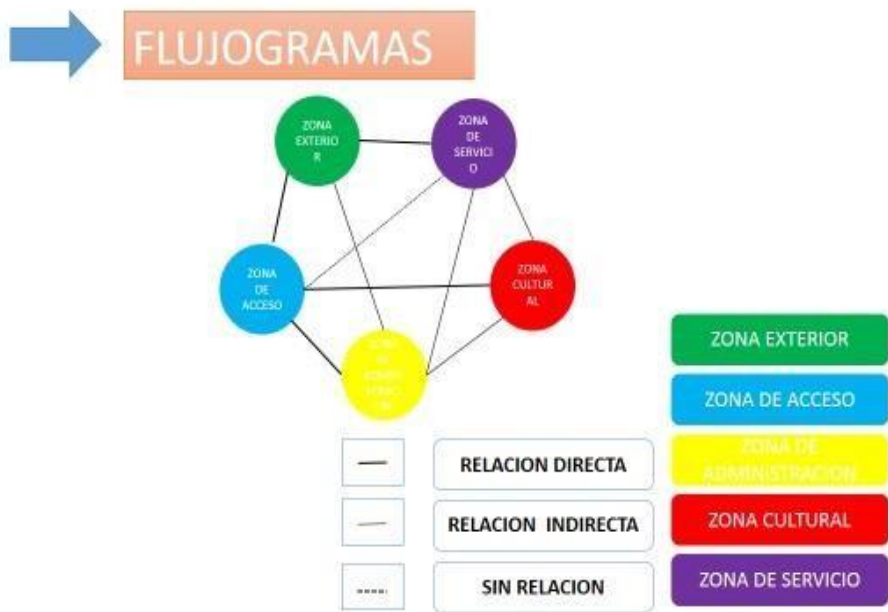 FLUJOGRAMAS
ZONA
EXTERIO
R
ZONA
DE
SERVICI
O
ZONA
DE
ACCESO
ZONA
CULTUR
AL
ZONA EXTERIOR
ZONA DE ACCESO
ZONA DE
ADMINISTRACION
ZONA CULTURAL
ZONA DE SERVICIO
RELACION DIRECTA
RELACION INDIRECTA
SIN RELACION